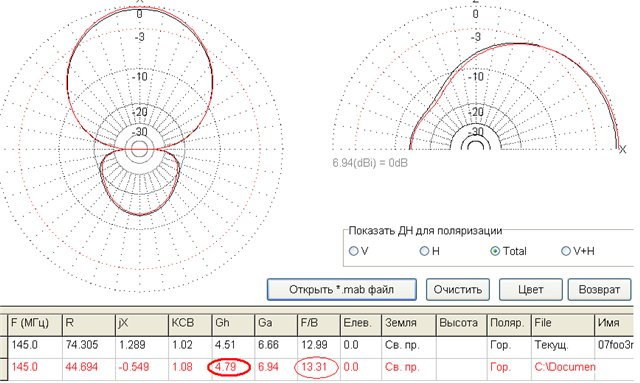 X
0
-3
-10
-20
-30
Z
0
-3
-10
-20
-30
X
6.94(dBi) = 0dB
Показать ДН для поляризации
V H Total V+H
Открыть *.mab файл Очистить Цвет Возврат
F (МГц) R jX КСВ Gh Ga F/B Елев. Земля Высота Поляр. File Имя
145.0 74.305 1.289 1.02 4.51 6.66 12.99 0.0 Св. пр. Гор. Текущ. 07foo3r
145.0 44.694 -0.549 1.08 4.79 6.94 13.31 0.0 Св. пр. Гор. C:\Documen